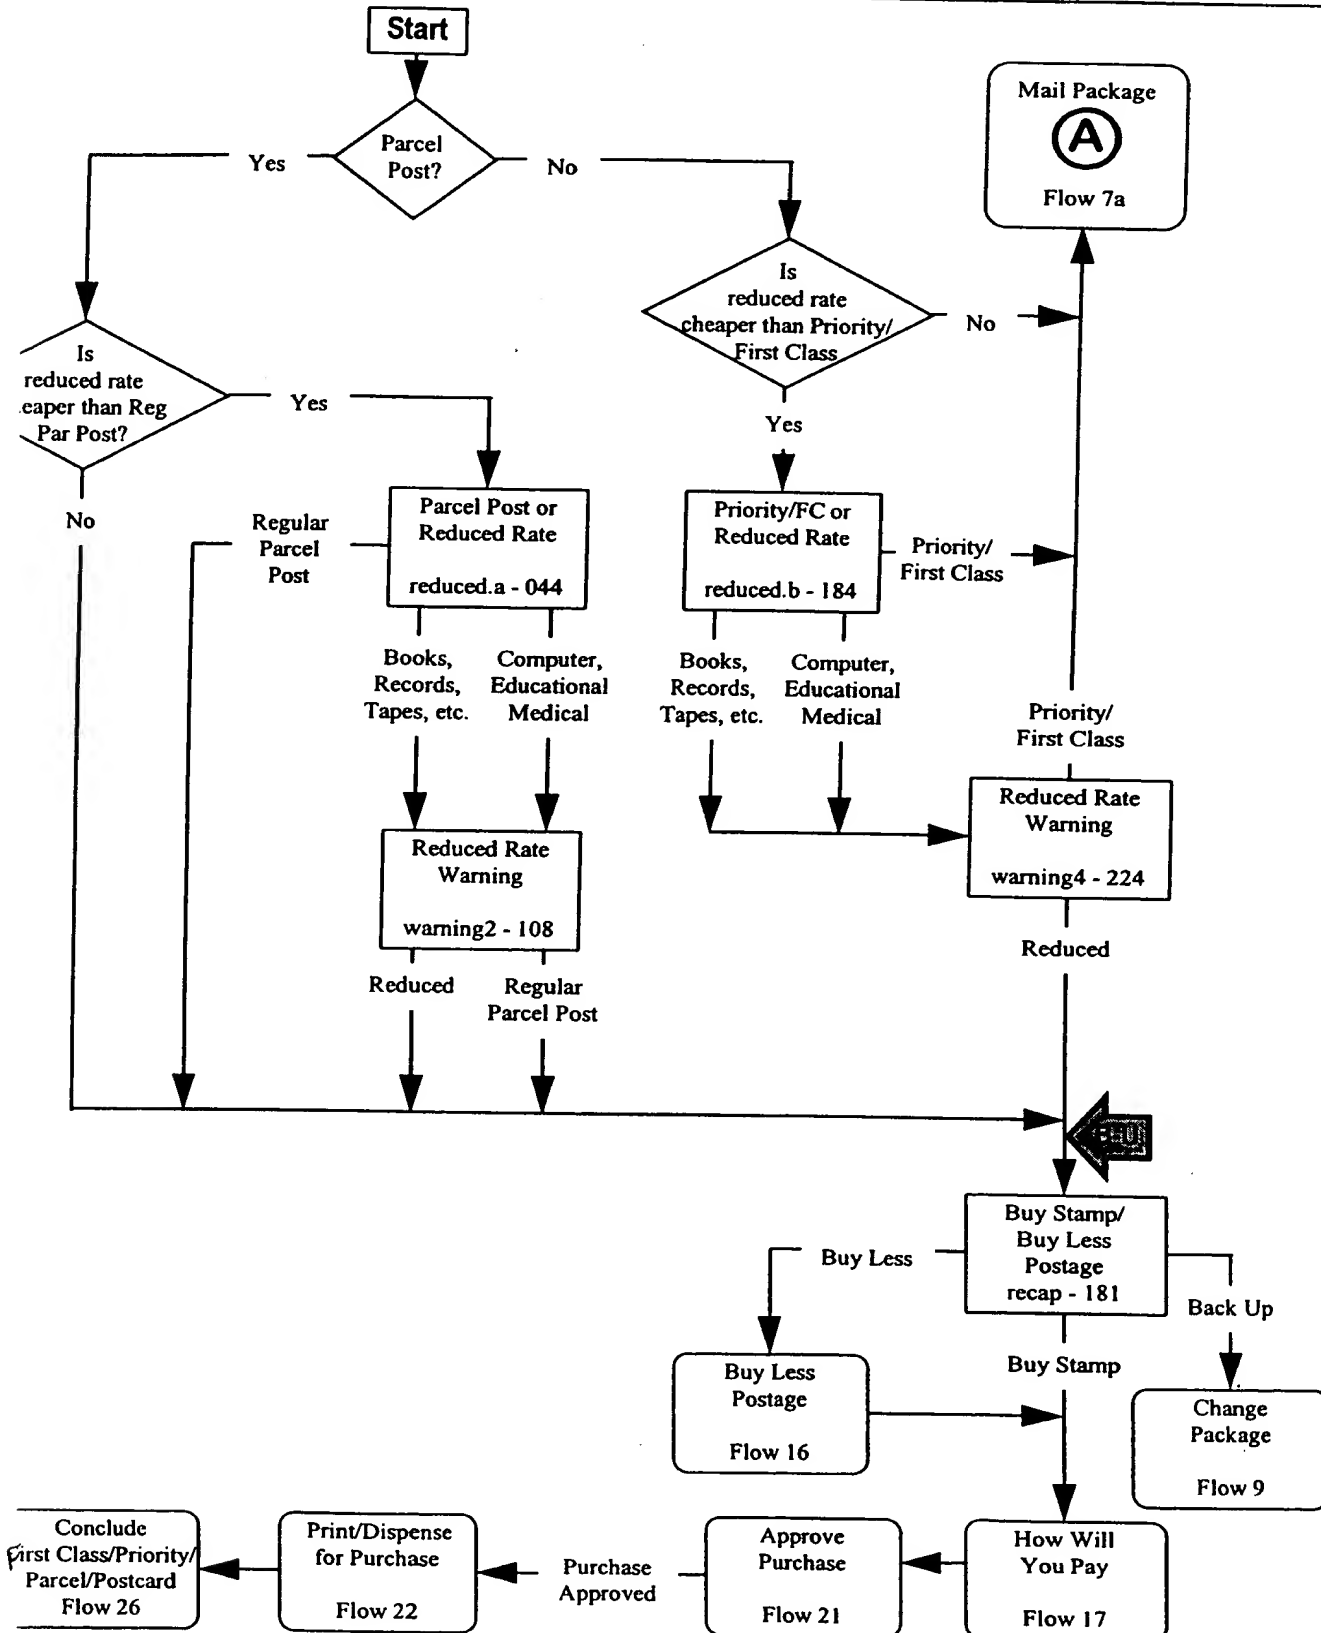 Start
Mail Package
A
Flow 7a
Parcel
Post?
Yes
No
Is
reduced rate
cheaper than Priority/
First Class
No
Is
reduced rate
eaper than Reg
Par Post?
Yes
Yes
No
Regular
Parcel
Post
Parcel Post or
Reduced Rate
reduced.a - 044
Priority/FC or
Reduced Rate
reduced.b - 184
Priority/
First Class
Books,
Records,
Tapes, etc.
Computer,
Educational
Medical
Books,
Records,
Tapes, etc.
Computer,
Educational
Medical
Priority/
First Class
Reduced Rate
Warning
warning2 - 108
Reduced Rate
Warning
warning4 - 224
Reduced
Regular
Parcel Post
Reduced
Buy Stamp/
Buy Less
Postage
recap - 181
Buy Less
Back Up
Buy Stamp
Buy Less
Postage
Flow 16
Change
Package
Flow 9
Conclude
First Class/Priority/
Parcel/Postcard
Flow 26
Print/Dispense
for Purchase
Flow 22
Purchase
Approved
Approve
Purchase
Flow 21
How Will
You Pay
Flow 17